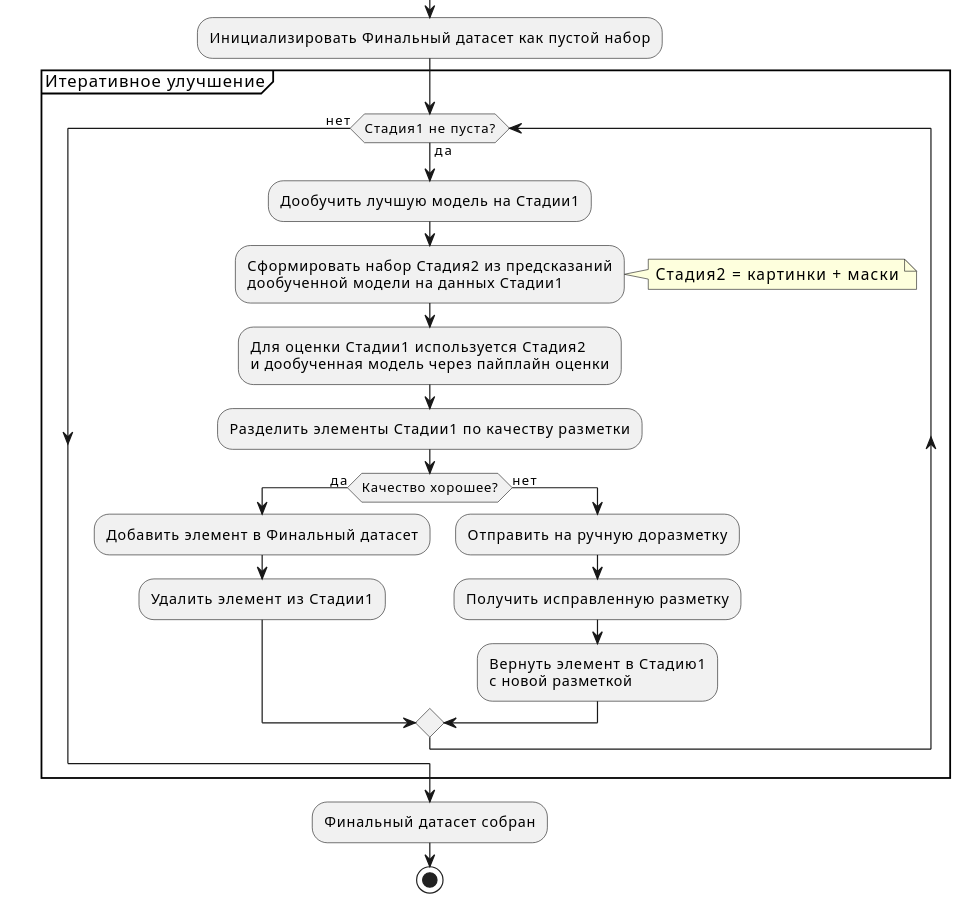 Инициализировать Финальный датасет как пустой набор
Итеративное улучшение
нет
Стадия1 не пуста?
да
Дообучить лучшую модель на Стадии1
Сформировать набор Стадия2 из предсказаний
дообученной модели на данных Стадии1
Стадия2 = картинки + маски
Для оценки Стадии1 используется Стадия2
и дообученная модель через пайплайн оценки
Разделить элементы Стадии1 по качеству разметки
да
Качество хорошее?
нет
Добавить элемент в Финальный датасет
Отправить на ручную доразметку
Удалить элемент из Стадии1
Получить исправленную разметку
Вернуть элемент в Стадию1
с новой разметкой
Финальный датасет собран